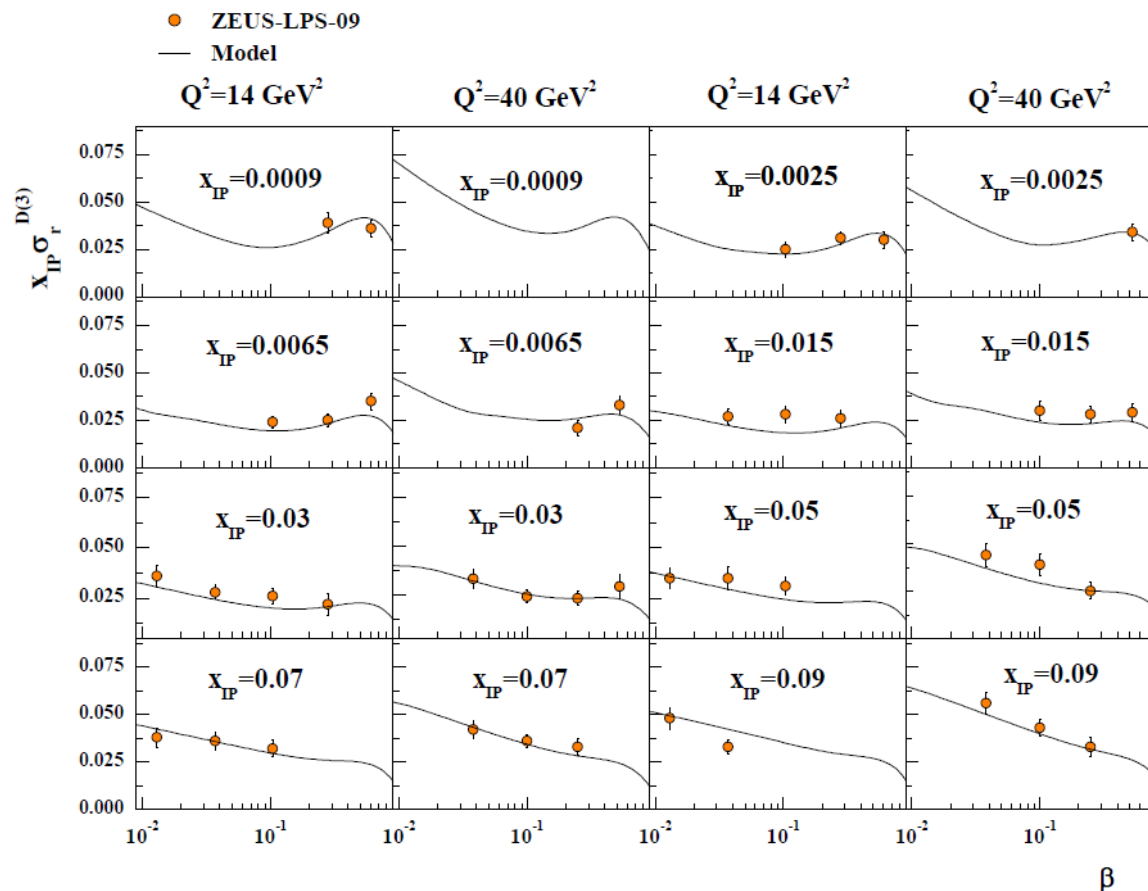 ZEUS-LPS-09
Model
Q²=14 GeV² Q²=40 GeV² Q²=14 GeV² Q²=40 GeV²
x_IP σ_r^D(3)
0.075
0.050
0.025
0.000
x_IP=0.0009 x_IP=0.0009 x_IP=0.0025 x_IP=0.0025
0.075
0.050
0.025
0.000
x_IP=0.0065 x_IP=0.0065 x_IP=0.015 x_IP=0.015
0.075
0.050
0.025
x_IP=0.03 x_IP=0.03 x_IP=0.05 x_IP=0.05
0.075
0.050
0.025
0.000
x_IP=0.07 x_IP=0.07 x_IP=0.09 x_IP=0.09
10⁻² 10⁻¹ 10⁻² 10⁻¹ 10⁻² 10⁻¹ 10⁻² 10⁻¹
β